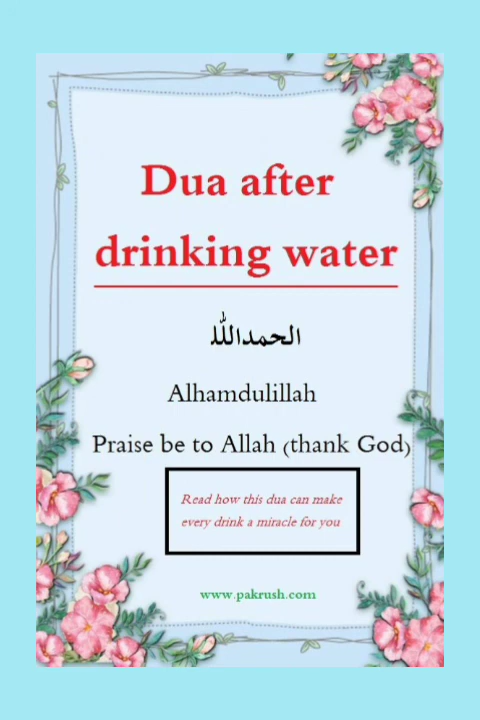 Dua after
drinking water
الحمداللہ
Alhamdulillah
Praise be to Allah (thank God)
Read how this dua can make
every drink a miracle for you
www.pakrush.com